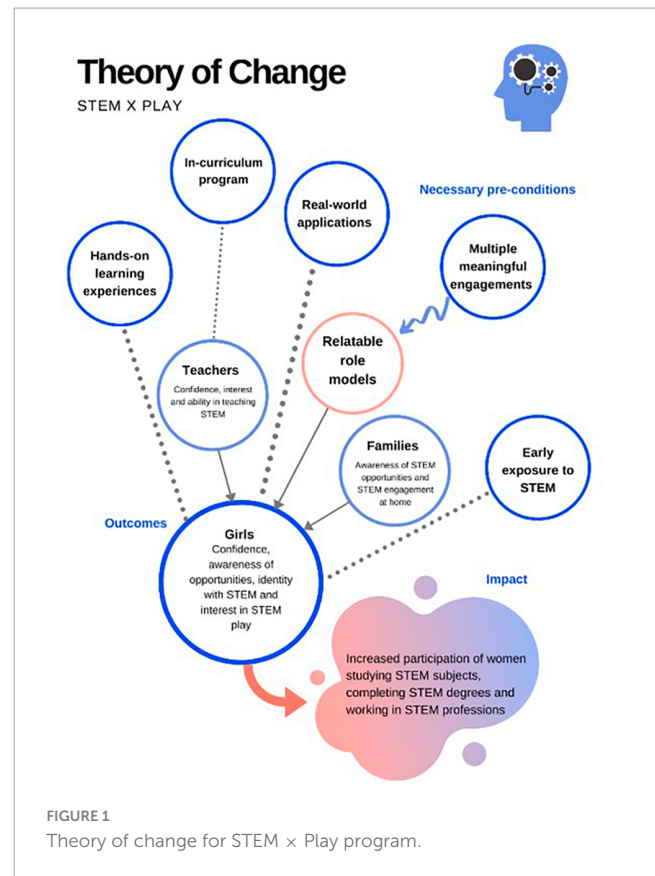 Theory of Change
STEM X PLAY
In-curriculum
program
Real-world
applications
Necessary pre-conditions
Hands-on
learning
experiences
Multiple
meaningful
engagements
Relatable
role
models
Teachers
Confidence, interest
and ability in teaching
STEM
Families
Awareness of STEM
opportunities and
STEM engagement
at home
Early
exposure to
STEM
Outcomes
Girls
Confidence,
awareness of
opportunities, identity
with STEM and
interest in STEM
play
Impact
Increased participation of women
studying STEM subjects,
completing STEM degrees and
working in STEM professions
FIGURE 1
Theory of change for STEM × Play program.